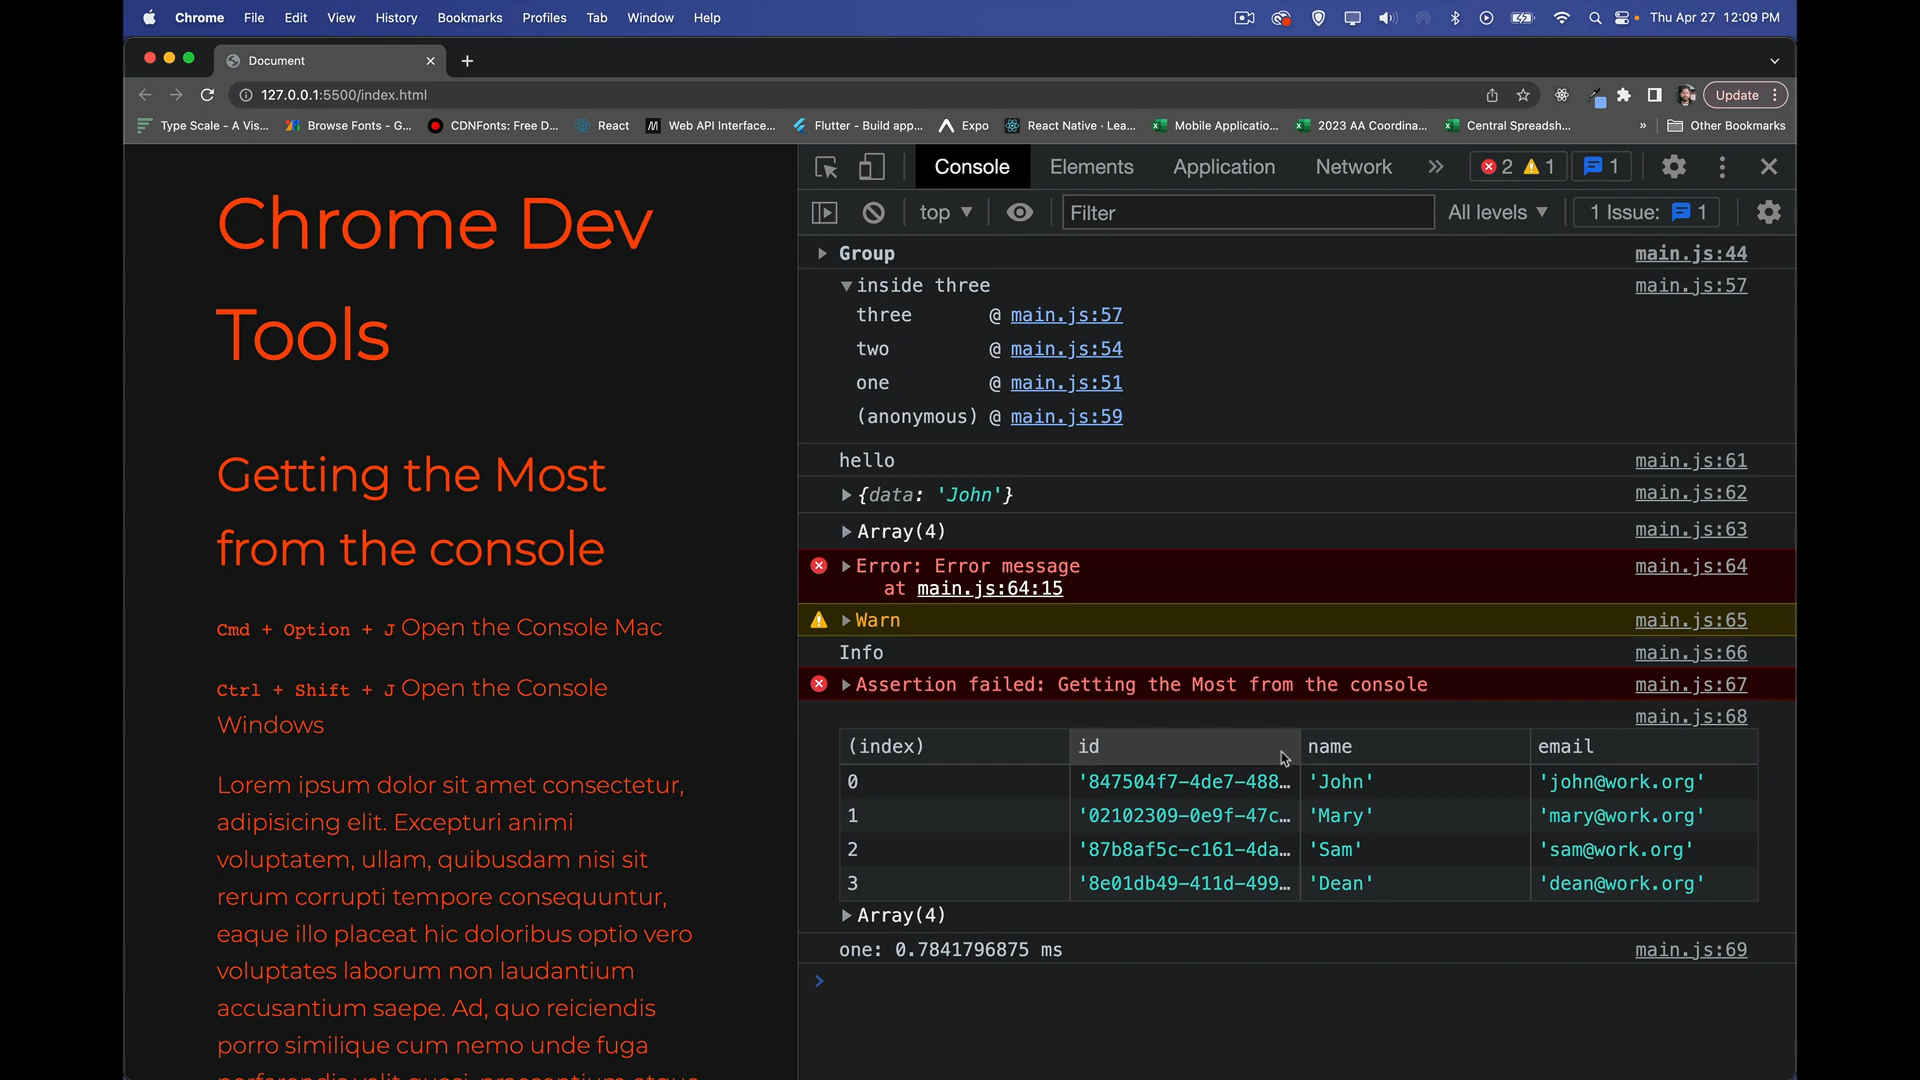 Chrome File Edit View History Bookmarks Profiles Tab Window Help Thu Apr 27 12:09 PM
Document
127.0.0.1:5500/index.html Update
Type Scale - A Vis... Browse Fonts - G... CDNFonts: Free D... React Web API Interface... Flutter - Build app... Expo React Native · Lea... Mobile Applicatio... 2023 AA Coordina... Central Spreadsh... » Other Bookmarks
Chrome Dev
Tools
Getting the Most
from the console
Cmd + Option + J Open the Console Mac
Ctrl + Shift + J Open the Console
Windows
Lorem ipsum dolor sit amet consectetur,
adipisicing elit. Excepturi animi
voluptatem, ullam, quibusdam nisi sit
rerum corrupti tempore consequuntur,
eaque illo placeat hic doloribus optio vero
voluptates laborum non laudantium
accusantium saepe. Ad, quo reiciendis
porro similique cum nemo unde fuga
Console Elements Application Network » 2 1 1
top Filter All levels 1 Issue: 1
Group main.js:44
inside three main.js:57
three @ main.js:57
two @ main.js:54
one @ main.js:51
(anonymous) @ main.js:59
hello main.js:61
{data: 'John'} main.js:62
Array(4) main.js:63
Error: Error message main.js:64
at main.js:64:15
Warn main.js:65
Info main.js:66
Assertion failed: Getting the Most from the console main.js:67
main.js:68
(index) id name email
0 '847504f7-4de7-488… 'John' 'john@work.org'
1 '02102309-0e9f-47c… 'Mary' 'mary@work.org'
2 '87b8af5c-c161-4da… 'Sam' 'sam@work.org'
3 '8e01db49-411d-499… 'Dean' 'dean@work.org'
Array(4)
one: 0.7841796875 ms main.js:69